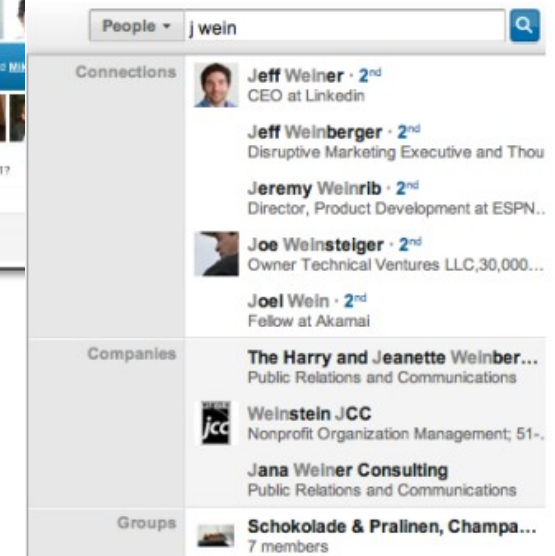 People
j wein
Connections
Jeff Weiner · 2nd
CEO at Linkedin
Jeff Weinberger · 2nd
Disruptive Marketing Executive and Thou
Jeremy Weinrib · 2nd
Director, Product Development at ESPN...
Joe Weinsteiger · 2nd
Owner Technical Ventures LLC,30,000...
Joel Wein · 2nd
Fellow at Akamai
Companies
The Harry and Jeanette Weinber...
Public Relations and Communications
jcc
Weinstein JCC
Nonprofit Organization Management; 51-.
Jana Weiner Consulting
Public Relations and Communications
Groups
Schokolade & Pralinen, Champa...
7 members